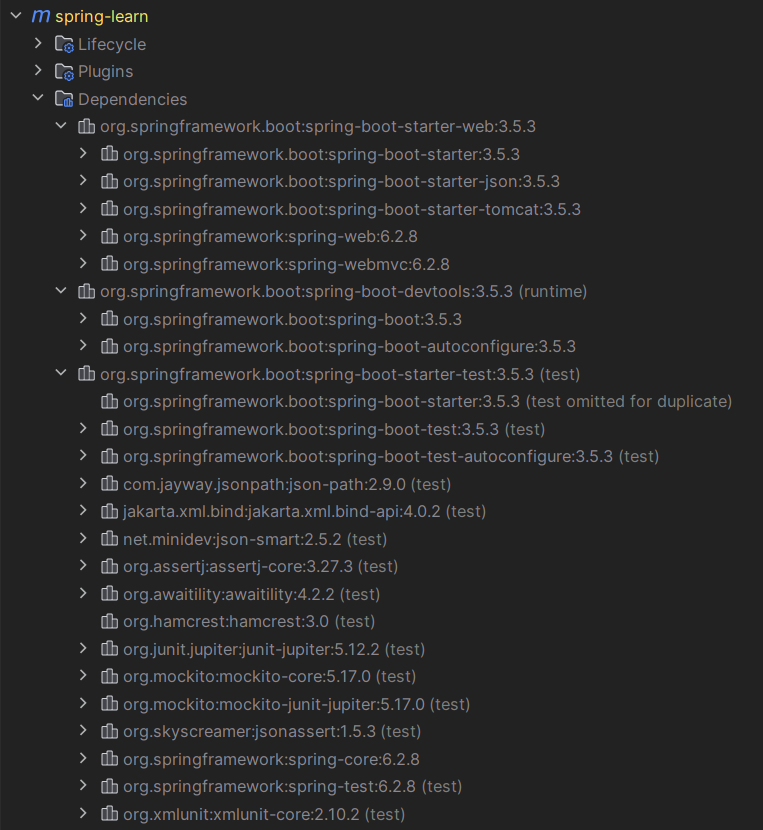 m spring-learn
Lifecycle
Plugins
Dependencies
org.springframework.boot:spring-boot-starter-web:3.5.3
org.springframework.boot:spring-boot-starter:3.5.3
org.springframework.boot:spring-boot-starter-json:3.5.3
org.springframework.boot:spring-boot-starter-tomcat:3.5.3
org.springframework:spring-web:6.2.8
org.springframework:spring-webmvc:6.2.8
org.springframework.boot:spring-boot-devtools:3.5.3 (runtime)
org.springframework.boot:spring-boot:3.5.3
org.springframework.boot:spring-boot-autoconfigure:3.5.3
org.springframework.boot:spring-boot-starter-test:3.5.3 (test)
org.springframework.boot:spring-boot-starter:3.5.3 (test omitted for duplicate)
org.springframework.boot:spring-boot-test:3.5.3 (test)
org.springframework.boot:spring-boot-test-autoconfigure:3.5.3 (test)
com.jayway.jsonpath:json-path:2.9.0 (test)
jakarta.xml.bind:jakarta.xml.bind-api:4.0.2 (test)
net.minidev:json-smart:2.5.2 (test)
org.assertj:assertj-core:3.27.3 (test)
org.awaitility:awaitility:4.2.2 (test)
org.hamcrest:hamcrest:3.0 (test)
org.junit.jupiter:junit-jupiter:5.12.2 (test)
org.mockito:mockito-core:5.17.0 (test)
org.mockito:mockito-junit-jupiter:5.17.0 (test)
org.skyscreamer:jsonassert:1.5.3 (test)
org.springframework:spring-core:6.2.8
org.springframework:spring-test:6.2.8 (test)
org.xmlunit:xmlunit-core:2.10.2 (test)